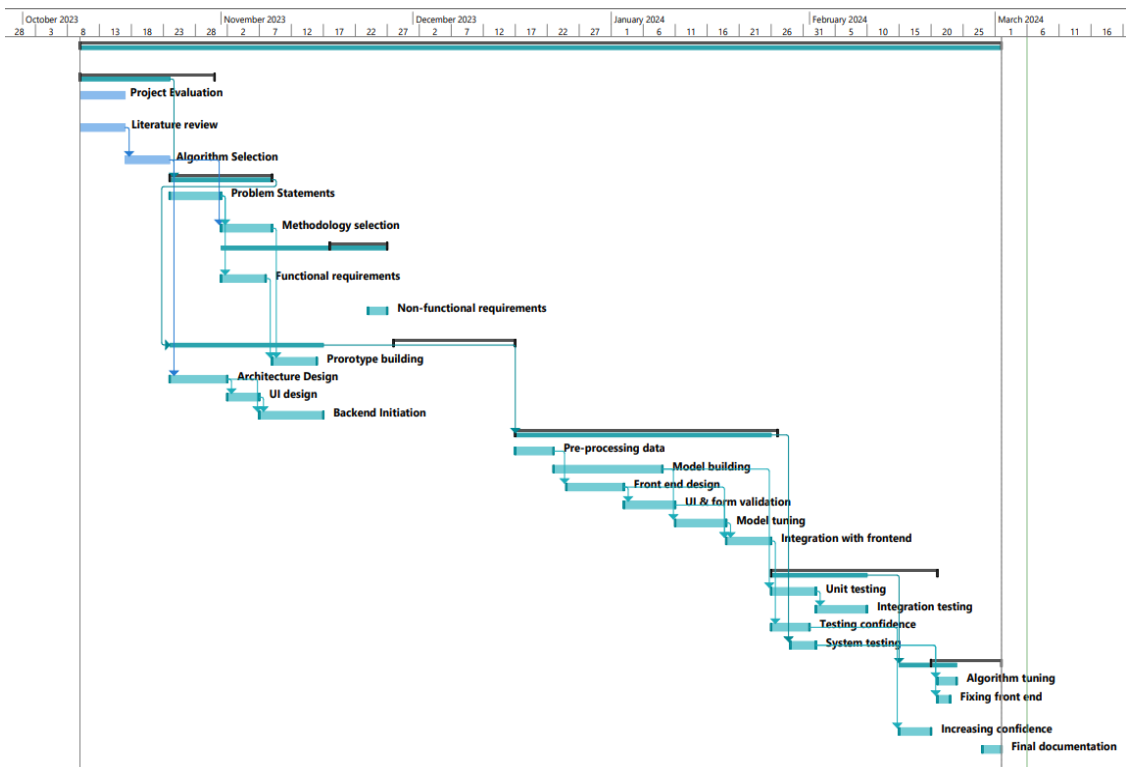 October 2023 November 2023 December 2023 January 2024 February 2024 March 2024
28 3 8 13 18 23 28 2 7 12 17 22 27 2 7 12 17 22 27 1 6 11 16 21 26 31 5 10 15 20 25 1 6 11 16
Project Evaluation
Literature review
Algorithm Selection
Problem Statements
Methodology selection
Functional requirements
Non-functional requirements
Prorotype building
Architecture Design
UI design
Backend Initiation
Pre-processing data
Model building
Front end design
UI & form validation
Model tuning
Integration with frontend
Unit testing
Integration testing
Testing confidence
System testing
Algorithm tuning
Fixing front end
Increasing confidence
Final documentation